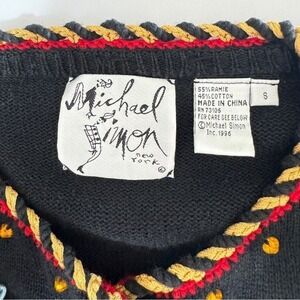 Michael
Simon
new
York
©
55% RAMIE
45% COTTON
MADE IN CHINA
RN 73106
FOR CARE SEE BELOW
© Michael Simon
Inc. 1996
S